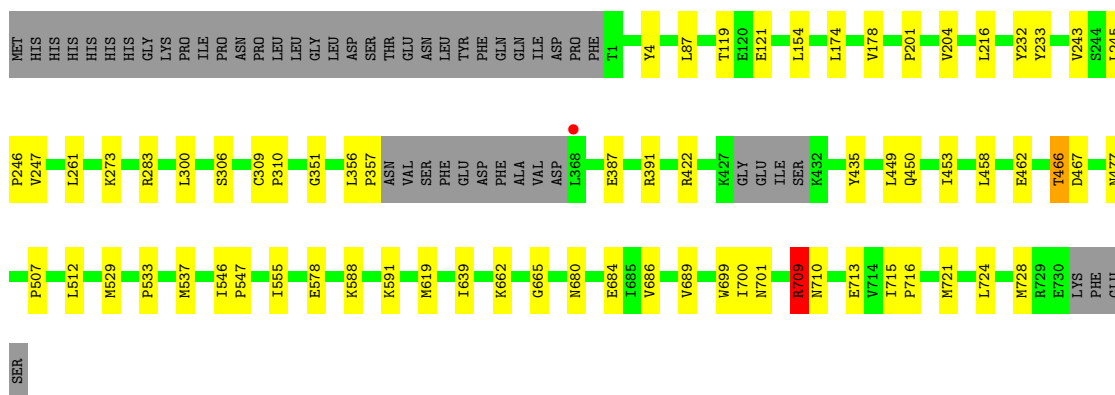 MET HIS HIS HIS HIS HIS HIS GLY LYS PRO ILE PRO ASN PRO LEU LEU GLY LEU ASP SER THR GLU ASN LEU TYR PHE GLN GLN ILE ASP PRO PHE T1 Y4 L87 T119 E120 E121 L154 L174 V178 P201 V204 L216 Y232 Y233 V243 S244 L245
P246 V247 L261 K273 R283 L300 S306 C309 P310 G351 L356 P357 ASN VAL SER PHE GLU ASP PHE ALA VAL ASP L368 E387 R391 R422 K427 GLY GLU ILE SER K432 Y435 L449 Q450 I453 L458 E462 T466 D467 N477
P507 L512 M529 P533 M537 I546 P547 I555 E578 K588 K591 M619 I639 K662 G665 N680 E684 I685 V686 V689 W699 I700 N701 R709 N710 E713 V714 I715 P716 M721 L724 M728 R729 E730 LYS PHE GLU
SER